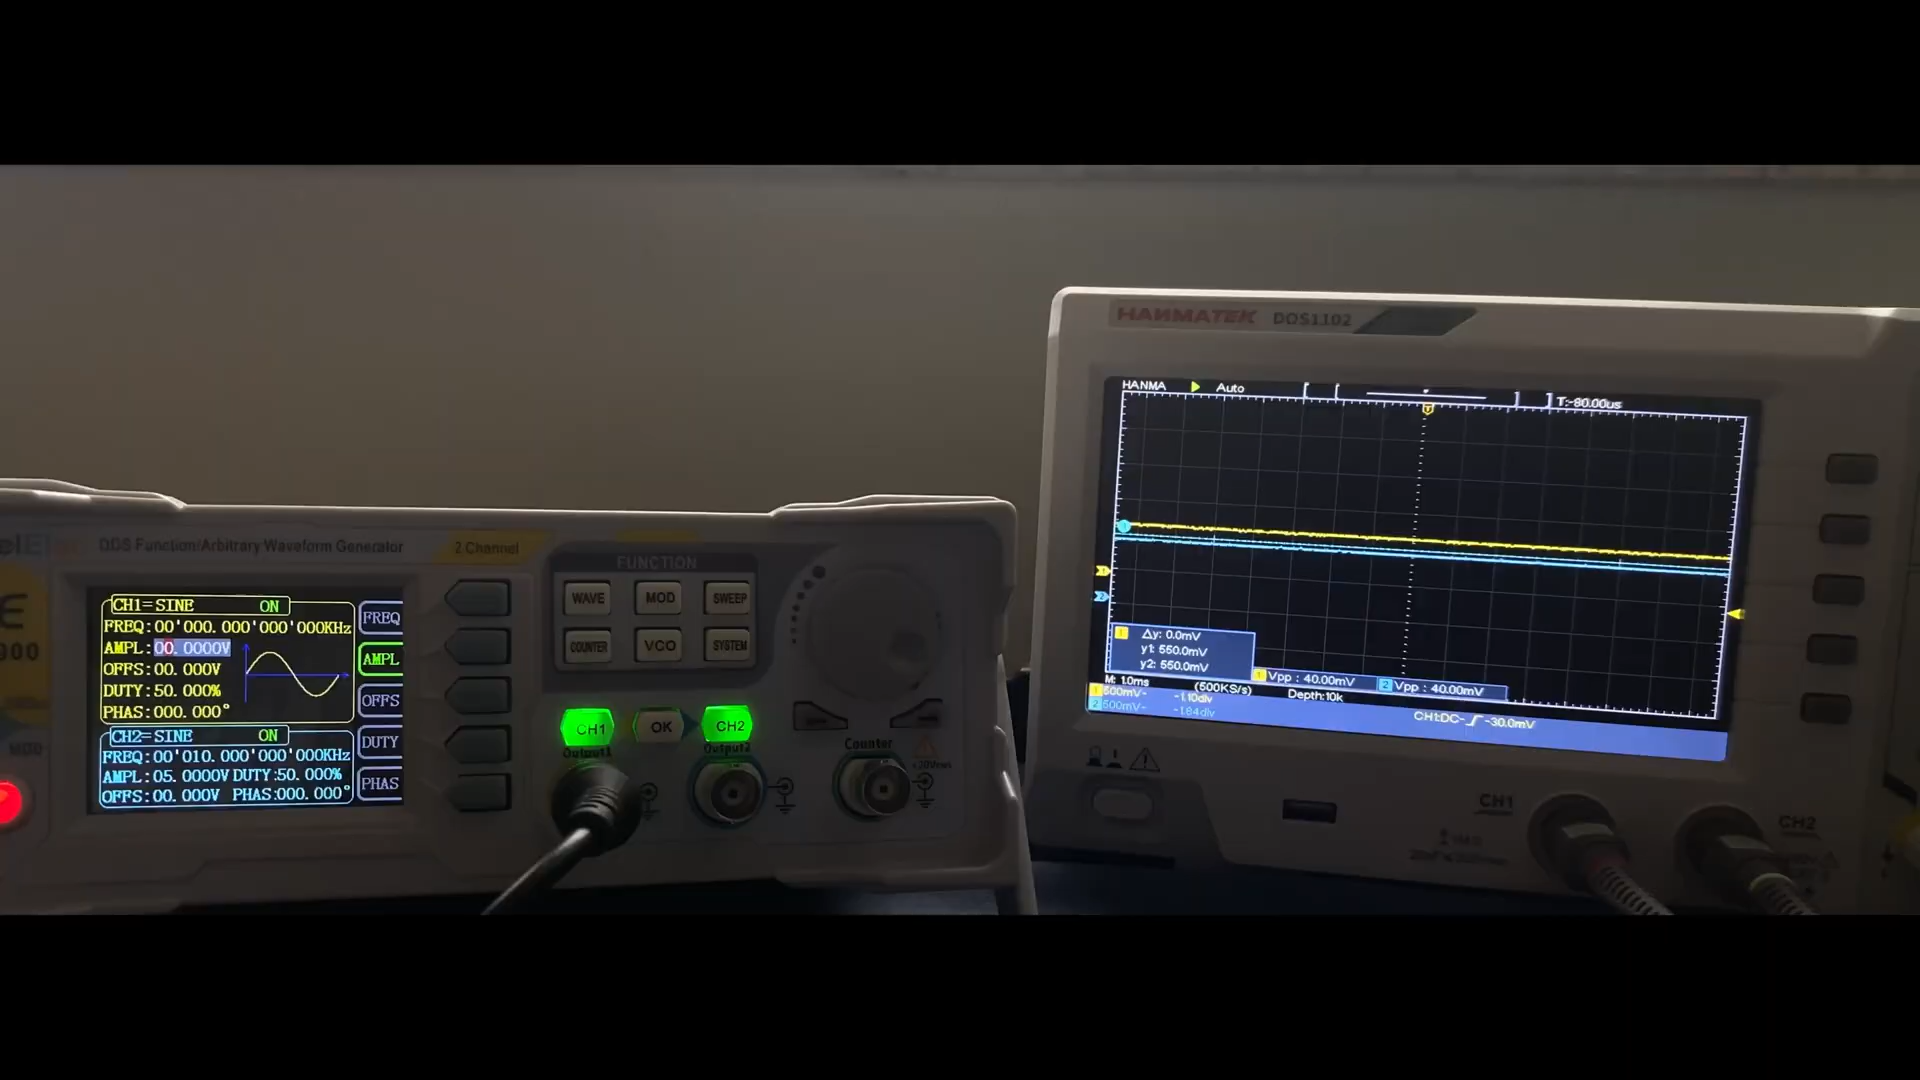 DDS Function/Arbitrary Waveform Generator
2 Channel
CH1=SINE ON
FREQ:00'000.000'000'000KHz
AMPL:00.0000V
OFFS:00.000V
DUTY:50.000%
PHAS:000.000°
CH2=SINE ON
FREQ:00'010.000'000'000KHz
AMPL:05.0000V DUTY:50.000%
OFFS:00.000V PHAS:000.000°
FREQ
AMPL
OFFS
DUTY
PHAS
FUNCTION
WAVE MOD SWEEP
COUNTER VCO SYSTEM
CH1 OK CH2
Output1 Output2 Counter
HANMATEK DOS1102
HANMA Auto T:-80.00us
1 Δy: 0.0mV
y1: 550.0mV
y2: 550.0mV
1 Vpp : 40.00mV 2 Vpp : 40.00mV
M: 1.0ms (500KS/s) Depth:10k
1 500mV- -1.10div
2 500mV- -1.84div
CH1:DC- -30.0mV
CH1 CH2